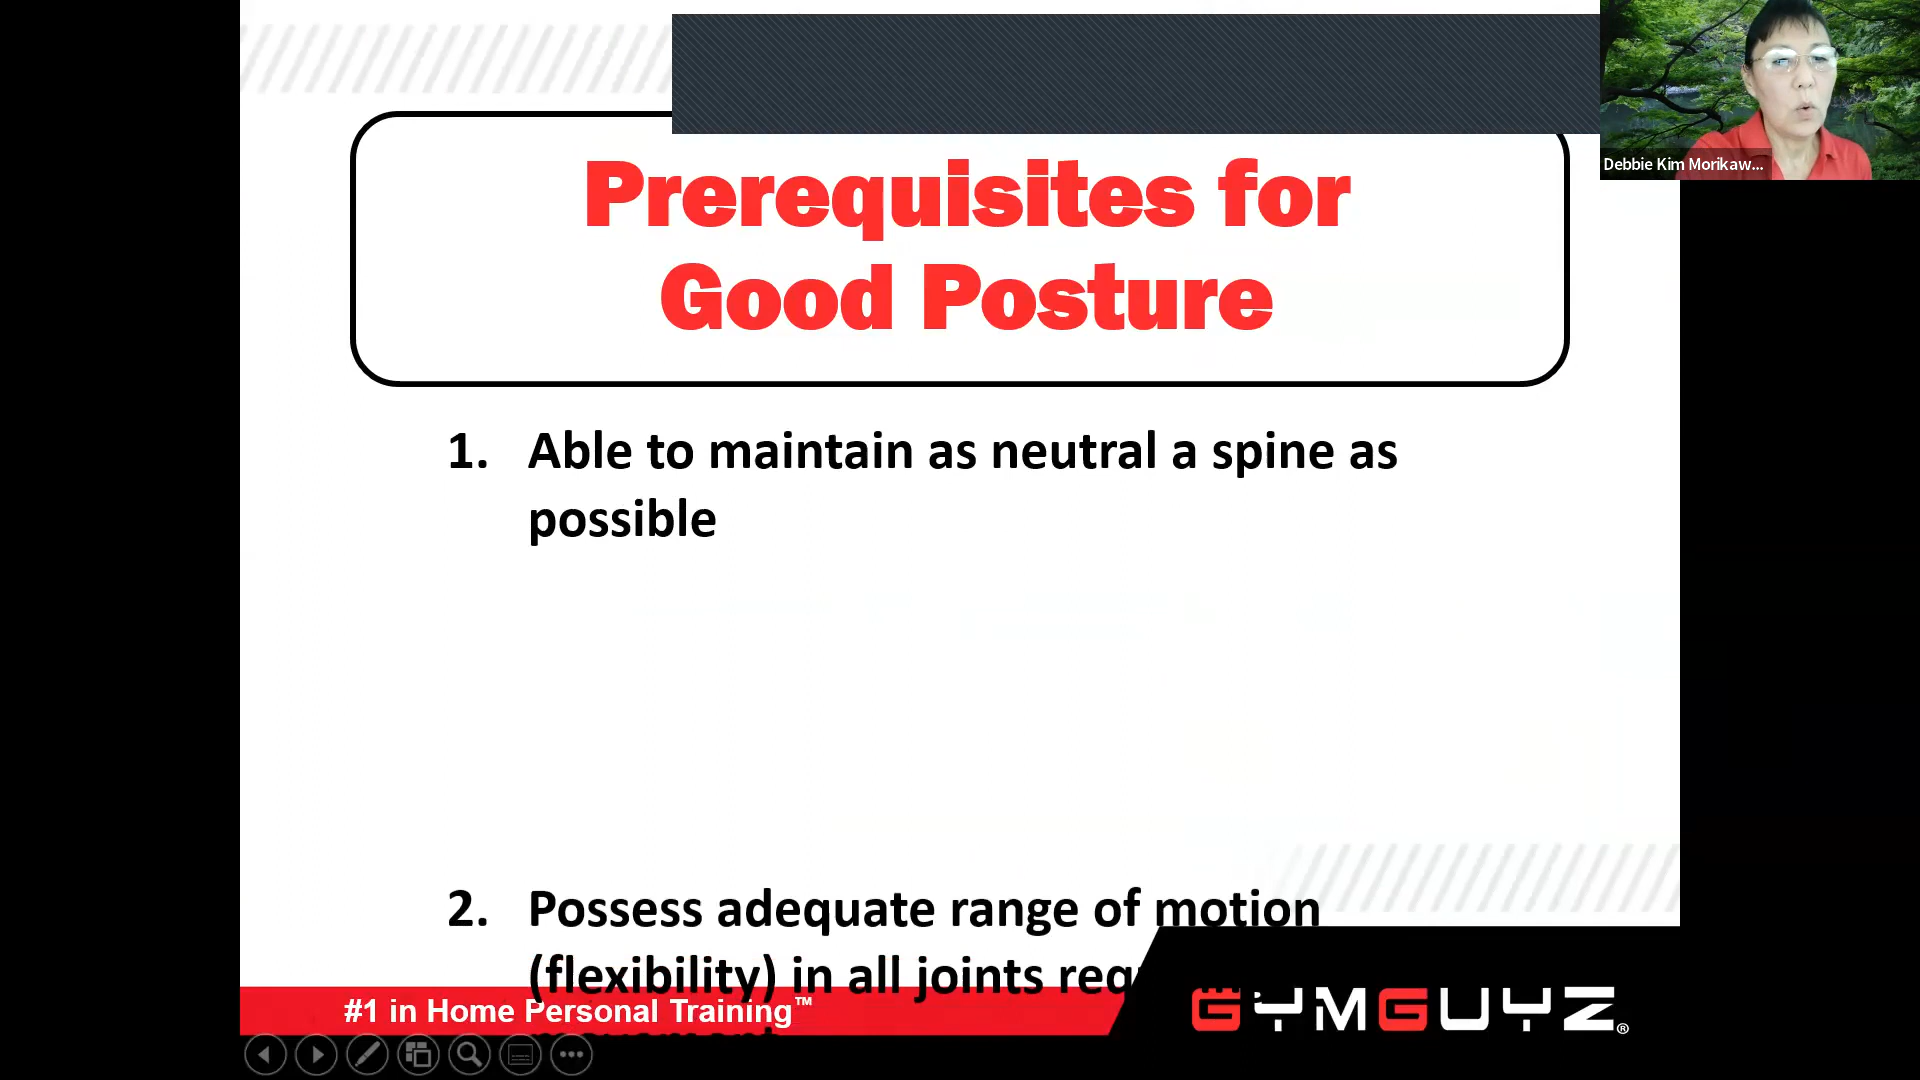 Prerequisites for
Good Posture
Debbie Kim Morikaw...
1. Able to maintain as neutral a spine as
possible
2. Possess adequate range of motion
(flexibility) in all joints req
#1 in Home Personal Training™
GYMGUYZ®